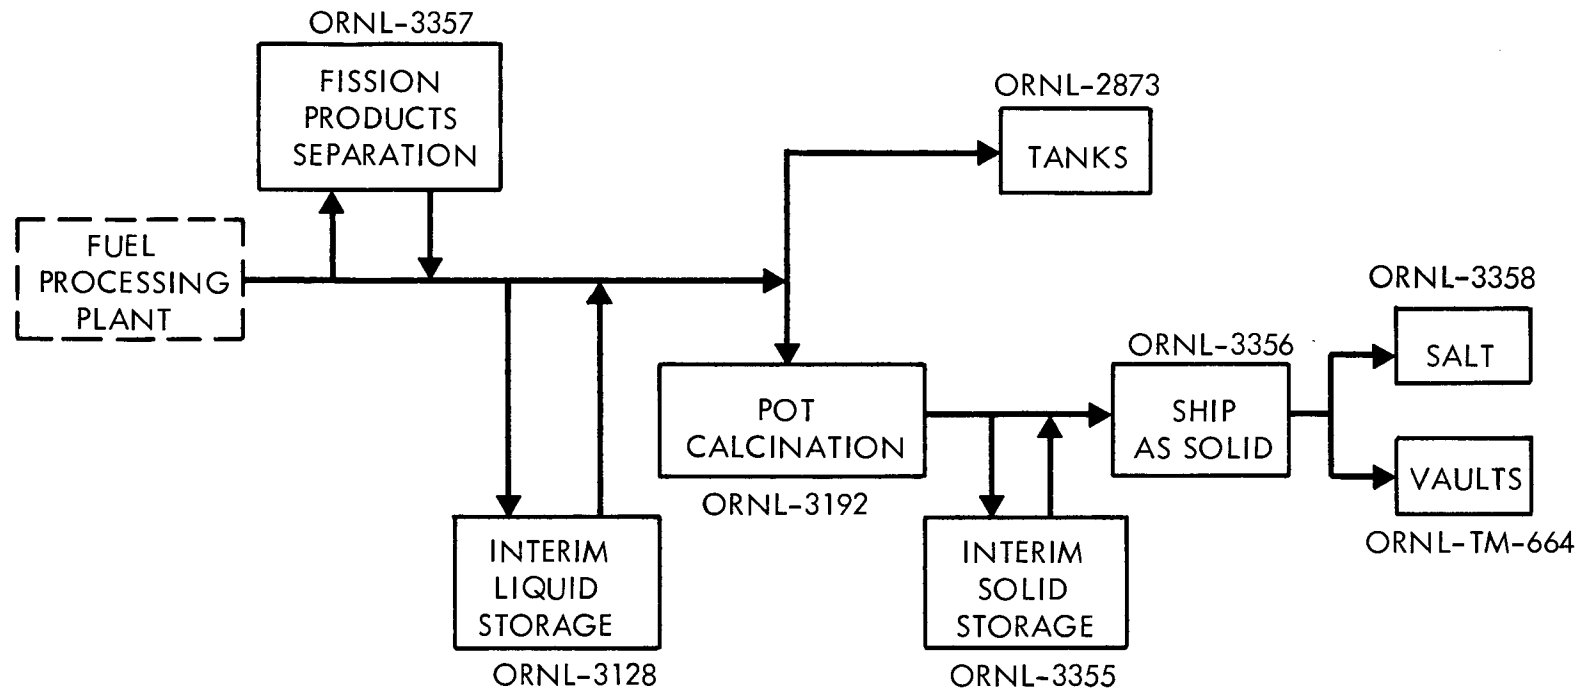 ORNL-3357
FISSION
PRODUCTS
SEPARATION
ORNL-2873
TANKS
FUEL
PROCESSING
PLANT
ORNL-3358
SALT
ORNL-3356
SHIP
AS SOLID
POT
CALCINATION
ORNL-3192
VAULTS
ORNL-TM-664
INTERIM
LIQUID
STORAGE
ORNL-3128
INTERIM
SOLID
STORAGE
ORNL-3355